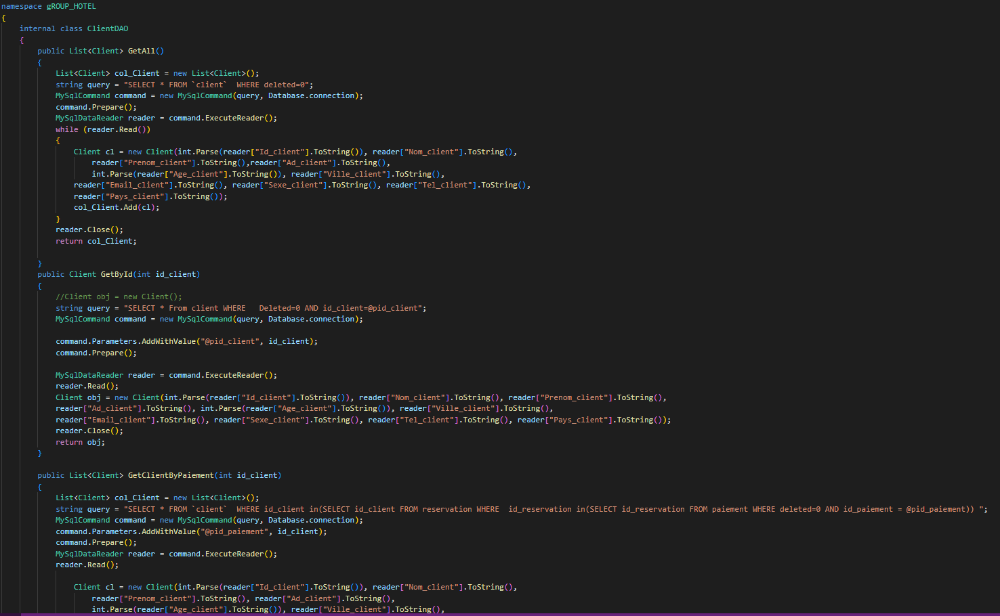 namespace gROUP_HOTEL
{
    internal class ClientDAO
    {
        public List<Client> GetAll()
        {
            List<Client> col_Client = new List<Client>();
            string query = "SELECT * FROM `client`  WHERE deleted=0";
            MySqlCommand command = new MySqlCommand(query, Database.connection);
            command.Prepare();
            MySqlDataReader reader = command.ExecuteReader();
            while (reader.Read())
            {
                Client cl = new Client(int.Parse(reader["Id_client"].ToString()), reader["Nom_client"].ToString(),
                    reader["Prenom_client"].ToString(),reader["Ad_client"].ToString(),
                    int.Parse(reader["Age_client"].ToString()), reader["Ville_client"].ToString(),
                reader["Email_client"].ToString(), reader["Sexe_client"].ToString(), reader["Tel_client"].ToString(),
                reader["Pays_client"].ToString());
                col_Client.Add(cl);
            }
            reader.Close();
            return col_Client;

        }
        public Client GetById(int id_client)
        {
            //Client obj = new Client();
            string query = "SELECT * From client WHERE   Deleted=0 AND id_client=@pid_client";
            MySqlCommand command = new MySqlCommand(query, Database.connection);

            command.Parameters.AddWithValue("@pid_client", id_client);
            command.Prepare();

            MySqlDataReader reader = command.ExecuteReader();
            reader.Read();
            Client obj = new Client(int.Parse(reader["Id_client"].ToString()), reader["Nom_client"].ToString(), reader["Prenom_client"].ToString(),
            reader["Ad_client"].ToString(), int.Parse(reader["Age_client"].ToString()), reader["Ville_client"].ToString(),
            reader["Email_client"].ToString(), reader["Sexe_client"].ToString(), reader["Tel_client"].ToString(), reader["Pays_client"].ToString());
            reader.Close();
            return obj;
        }

        public List<Client> GetClientByPaiement(int id_client)
        {
            List<Client> col_Client = new List<Client>();
            string query = "SELECT * FROM `client`  WHERE id_client in(SELECT id_client FROM reservation WHERE  id_reservation in(SELECT id_reservation FROM paiement WHERE deleted=0 AND id_paiement = @pid_paiement)) ";
            MySqlCommand command = new MySqlCommand(query, Database.connection);
            command.Parameters.AddWithValue("@pid_paiement", id_client);
            command.Prepare();
            MySqlDataReader reader = command.ExecuteReader();
            reader.Read();

                Client cl = new Client(int.Parse(reader["Id_client"].ToString()), reader["Nom_client"].ToString(),
                    reader["Prenom_client"].ToString(), reader["Ad_client"].ToString(),
                    int.Parse(reader["Age_client"].ToString()), reader["Ville_client"].ToString(),